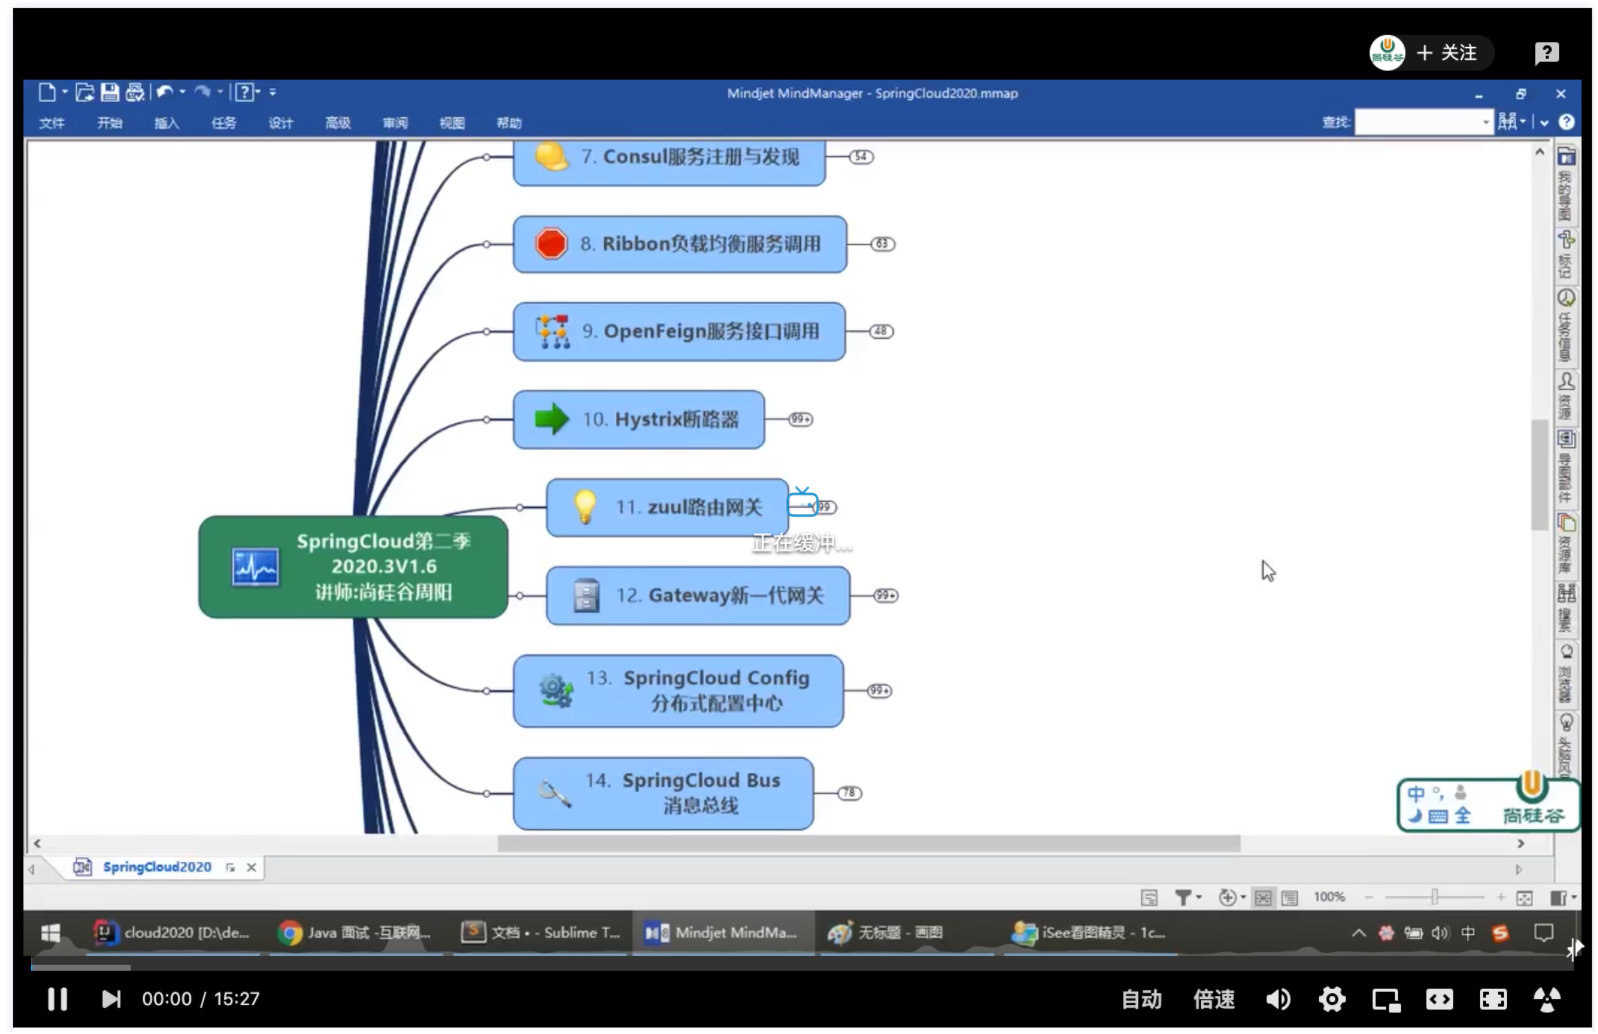 尚硅谷
+ 关注
Mindjet MindManager - SpringCloud2020.mmap
文件 开始 插入 任务 设计 高级 审阅 视图 帮助
查找:
7. Consul服务注册与发现
54
8. Ribbon负载均衡服务调用
63
9. OpenFeign服务接口调用
48
10. Hystrix断路器
99+
11. zuul路由网关
99
正在缓冲...
SpringCloud第二季
2020.3V1.6
讲师:尚硅谷周阳
12. Gateway新一代网关
99+
13. SpringCloud Config
分布式配置中心
99+
14. SpringCloud Bus
消息总线
78
我的导图
标记
任务信息
资源
导图部件
资源库
搜索
浏览器
中 °,
全
尚硅谷
SpringCloud2020
100%
cloud2020 [D:\de...
Java 面试 -互联网...
文档 • - Sublime T...
Mindjet MindMa...
无标题 - 画图
iSee看图精灵 - 1c...
中
00:00 / 15:27
自动
倍速